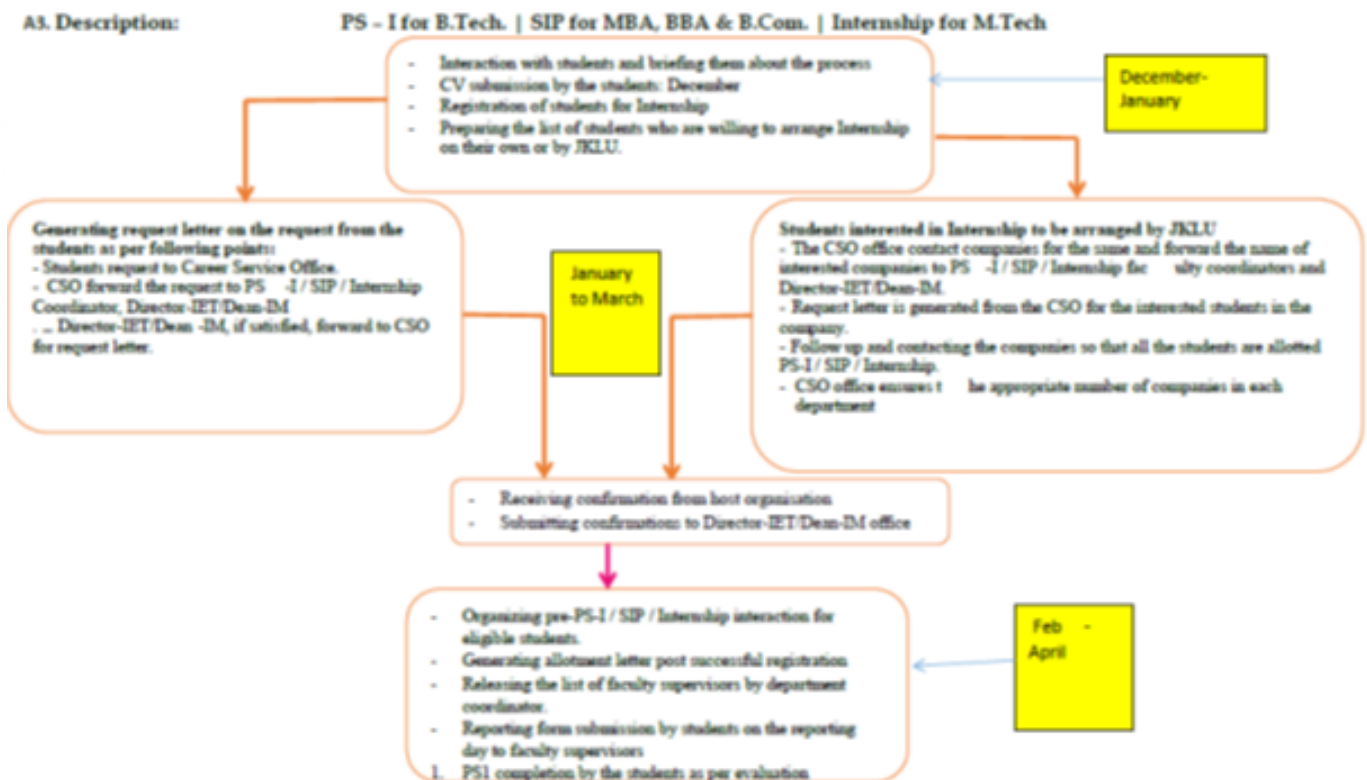 A3. Description: PS – I for B.Tech. | SIP for MBA, BBA & B.Com. | Internship for M.Tech
- Interaction with students and briefing them about the process
- CV submission by the students: December
- Registration of students for Internship
- Preparing the list of students who are willing to arrange Internship
on their own or by JKLU.
December-
January
Generating request letter on the request from the
students as per following points:
- Students request to Career Service Office.
- CSO forward the request to PS -I / SIP / Internship
Coordinator, Director-IET/Dean-IM
. _ Director-IET/Dean -IM, if satisfied, forward to CSO
for request letter.
January
to March
Students interested in Internship to be arranged by JKLU
- The CSO office contact companies for the same and forward the name of
interested companies to PS -I / SIP / Internship fac ulty coordinators and
Director-IET/Dean-IM.
- Request letter is generated from the CSO for the interested students in the
company.
- Follow up and contacting the companies so that all the students are allotted
PS-I / SIP / Internship.
- CSO office ensures t he appropriate number of companies in each
department
- Receiving confirmation from host organisation
- Submitting confirmations to Director-IET/Dean-IM office
- Organizing pre-PS-I / SIP / Internship interaction for
eligible students.
- Generating allotment letter post successful registration
- Releasing the list of faculty supervisors by department
coordinator.
- Reporting form submission by students on the reporting
day to faculty supervisors
1. PS1 completion by the students as per evaluation
Feb -
April